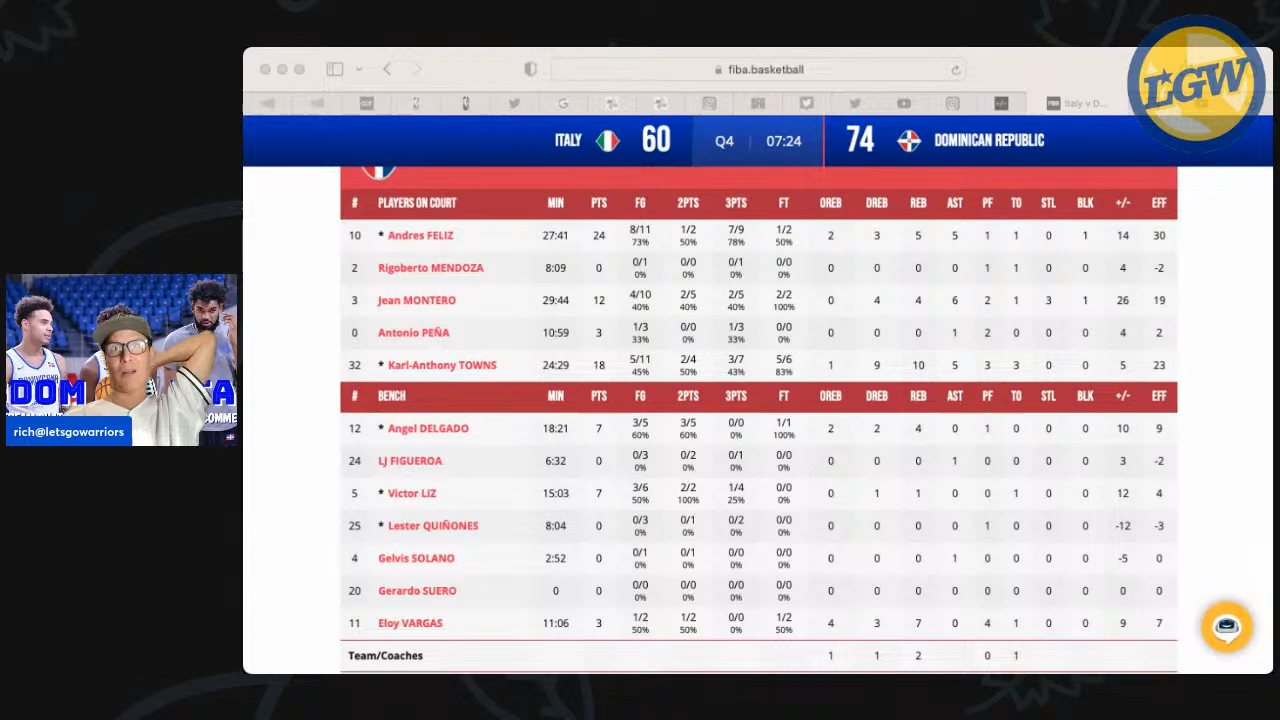 LGW
fiba.basketball
Italy v D...
ITALY 60 Q4 07:24 74 DOMINICAN REPUBLIC
# PLAYERS ON COURT MIN PTS FG 2PTS 3PTS FT OREB DREB REB AST PF TO STL BLK +/- EFF
10 * Andres FELIZ 27:41 24 8/11 1/2 7/9 1/2 2 3 5 5 1 1 0 1 14 30
73% 50% 78% 50%
2 Rigoberto MENDOZA 8:09 0 0/1 0/0 0/1 0/0 0 0 0 0 1 1 0 0 4 -2
0% 0% 0% 0%
3 Jean MONTERO 29:44 12 4/10 2/5 2/5 2/2 0 4 4 6 2 1 3 1 26 19
40% 40% 40% 100%
0 Antonio PEÑA 10:59 3 1/3 0/0 1/3 0/0 0 0 0 1 2 0 0 0 4 2
33% 0% 33% 0%
32 * Karl-Anthony TOWNS 24:29 18 5/11 2/4 3/7 5/6 1 9 10 5 3 3 0 0 5 23
45% 50% 43% 83%
# BENCH MIN PTS FG 2PTS 3PTS FT OREB DREB REB AST PF TO STL BLK +/- EFF
12 * Angel DELGADO 18:21 7 3/5 3/5 0/0 1/1 2 2 4 0 1 0 0 0 10 9
60% 60% 0% 100%
24 LJ FIGUEROA 6:32 0 0/3 0/2 0/1 0/0 0 0 0 1 0 0 0 0 3 -2
0% 0% 0% 0%
5 * Victor LIZ 15:03 7 3/6 2/2 1/4 0/0 0 1 1 0 0 1 0 0 12 4
50% 100% 25% 0%
25 * Lester QUIÑONES 8:04 0 0/3 0/1 0/2 0/0 0 0 0 0 1 0 0 0 -12 -3
0% 0% 0% 0%
4 Gelvis SOLANO 2:52 0 0/1 0/1 0/0 0/0 0 0 0 1 0 0 0 0 -5 0
0% 0% 0% 0%
20 Gerardo SUERO 0 0 0/0 0/0 0/0 0/0 0 0 0 0 0 0 0 0 0 0
0% 0% 0% 0%
11 Eloy VARGAS 11:06 3 1/2 1/2 0/0 1/2 4 3 7 0 4 1 0 0 9 7
50% 50% 0% 50%
Team/Coaches 1 1 2 0 1
DOM
rich@letsgowarriors